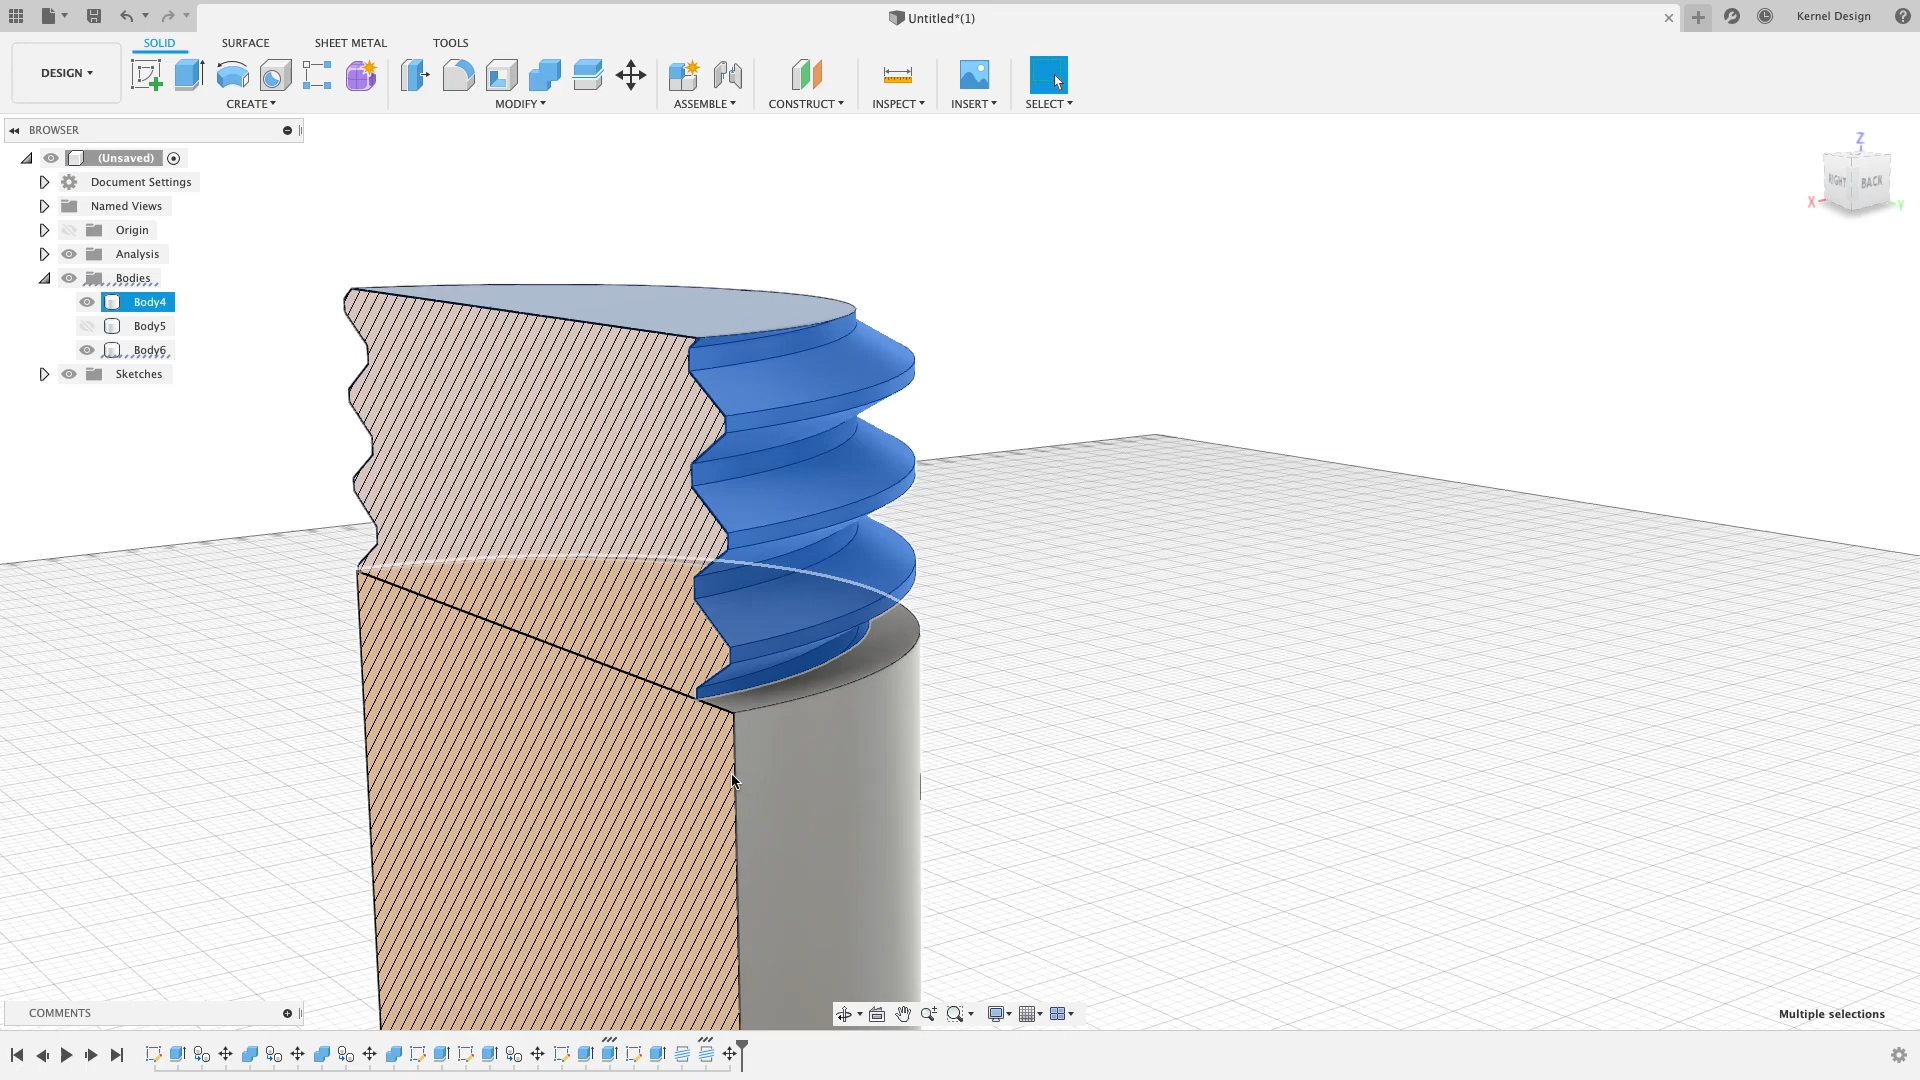 Untitled*(1)
Kernel Design
DESIGN
SOLID SURFACE SHEET METAL TOOLS
CREATE MODIFY ASSEMBLE CONSTRUCT INSPECT INSERT SELECT
BROWSER
(Unsaved)
Document Settings
Named Views
Origin
Analysis
Bodies
Body4
Body5
Body6
Sketches
Z
RIGHT BACK
X Y
COMMENTS
Multiple selections